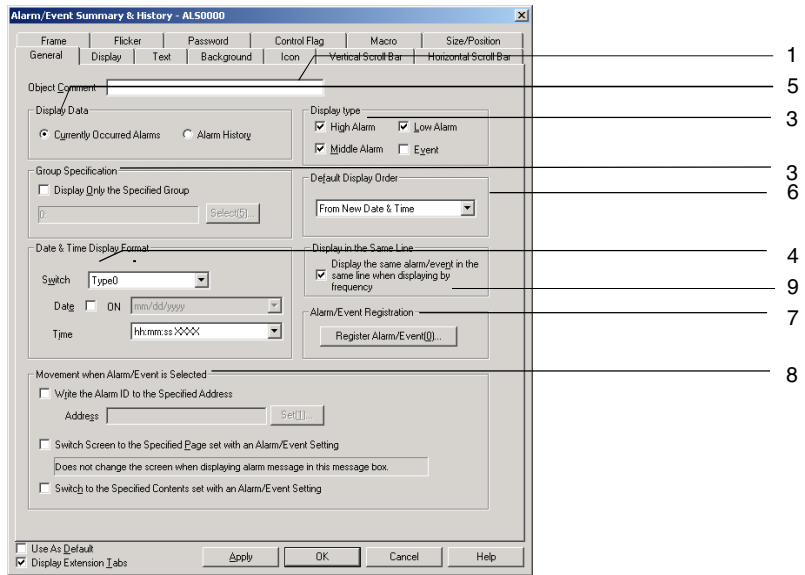 Alarm/Event Summary & History - ALS0000
Frame Flicker Password Control Flag Macro Size/Position
General Display Text Background Icon Vertical Scroll Bar Horizontal Scroll Bar
1
Object Comment
5
Display Data
Currently Occurred Alarms Alarm History
Display type
3
High Alarm Low Alarm
Middle Alarm Event
Group Specification
3
Display Only the Specified Group
0: Select(5)...
Default Display Order
6
From New Date & Time
Date & Time Display Format
4
Switch Type0
Date ON mm/dd/yyyy
Time hh:mm:ss XXXX
Display in the Same Line
Display the same alarm/event in the
same line when displaying by
frequency
9
Alarm/Event Registration
7
Register Alarm/Event(0)...
Movement when Alarm/Event is Selected
8
Write the Alarm ID to the Specified Address
Address Set(1)...
Switch Screen to the Specified Page set with an Alarm/Event Setting
Does not change the screen when displaying alarm message in this message box.
Switch to the Specified Contents set with an Alarm/Event Setting
Use As Default
Display Extension Tabs
Apply OK Cancel Help